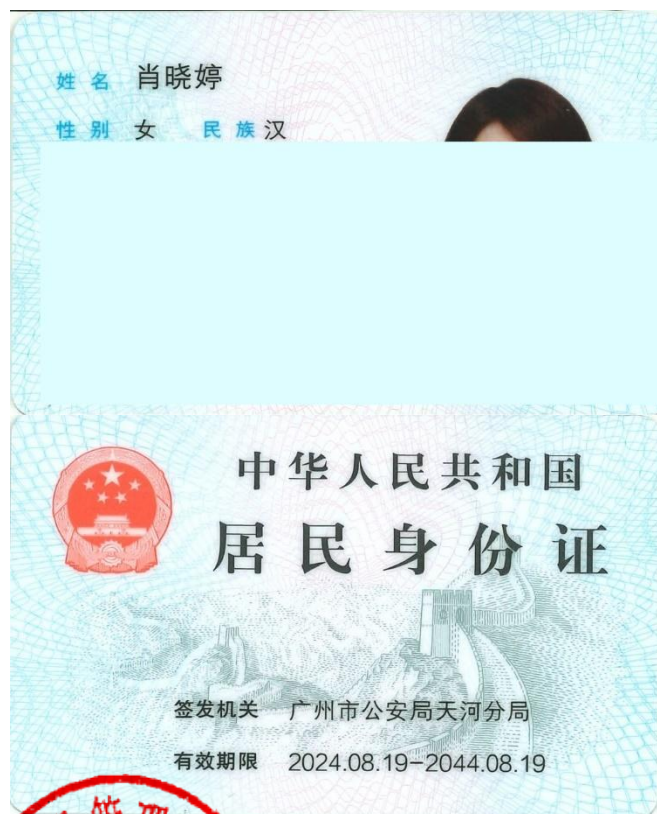 姓名 肖晓婷
性别 女 民族 汉
中华人民共和国
居民身份证
签发机关 广州市公安局天河分局
有效期限 2024.08.19-2044.08.19